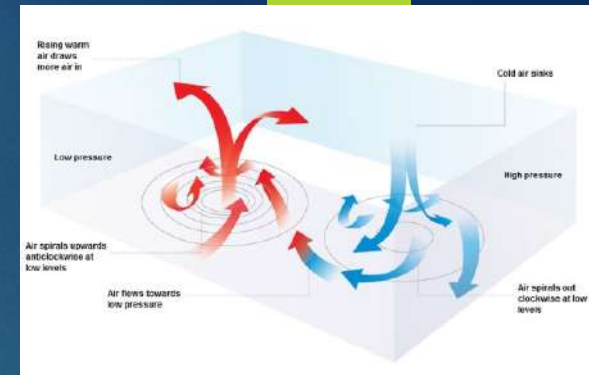 Rising warm
air draws
more air in
Cold air sinks
Low pressure
High pressure
Air spirals upwards
anticlockwise at
low levels
Air flows towards
low pressure
Air spirals out
clockwise at low
levels